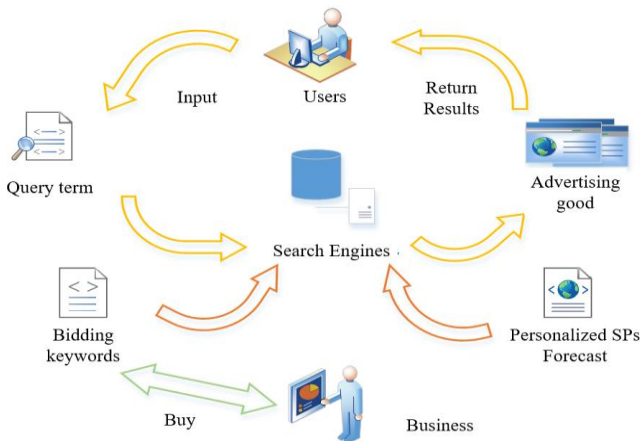 Input
Users
Return
Results
Query term
Advertising
good
Search Engines
Bidding
keywords
Personalized SPs
Forecast
Buy
Business